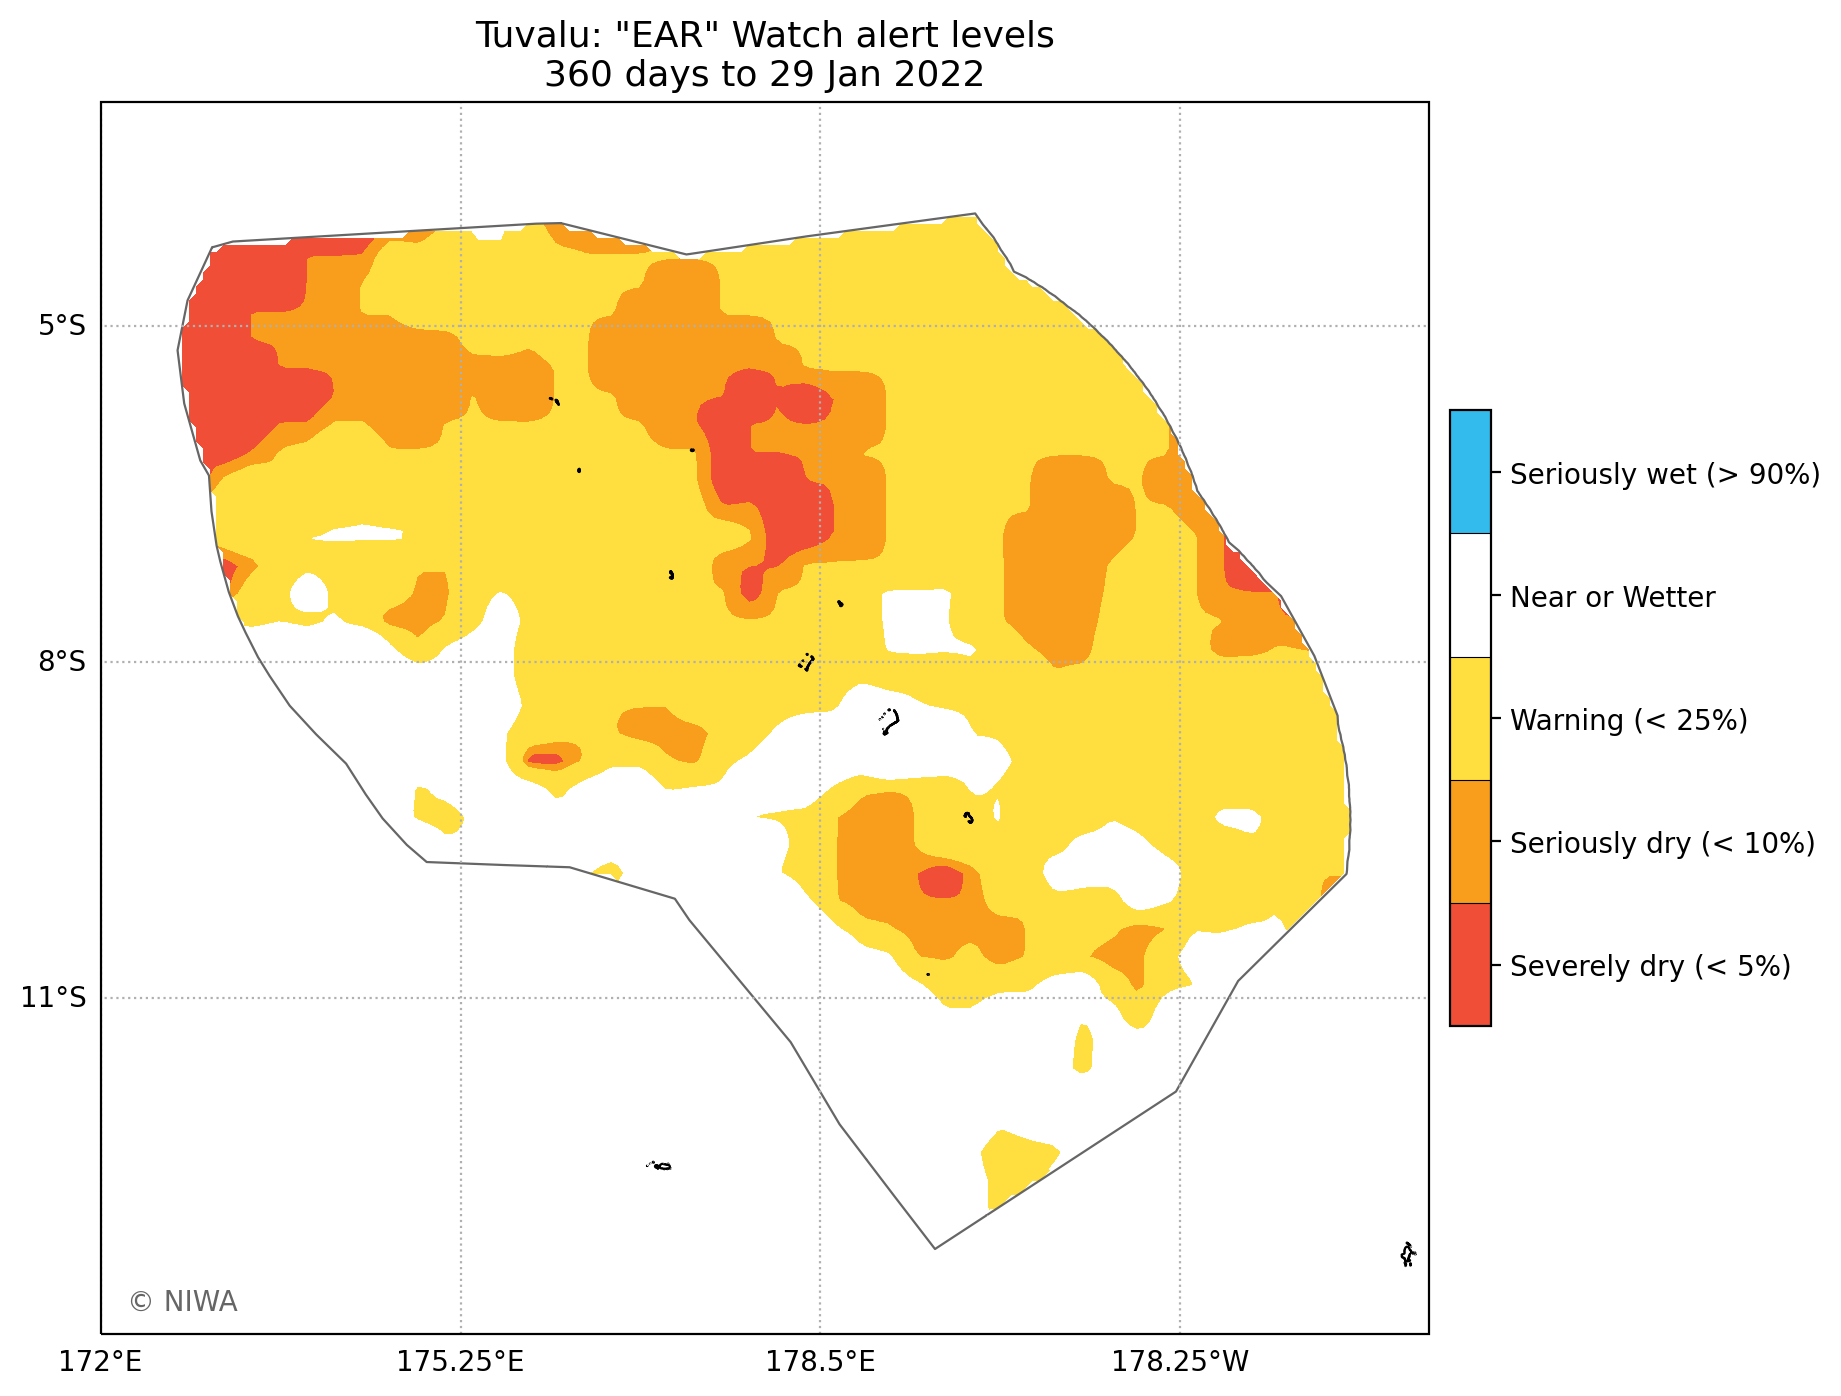 Tuvalu: "EAR" Watch alert levels
360 days to 29 Jan 2022
5°S
8°S
11°S
172°E
175.25°E
178.5°E
178.25°W
Seriously wet (> 90%)
Near or Wetter
Warning (< 25%)
Seriously dry (< 10%)
Severely dry (< 5%)
© NIWA